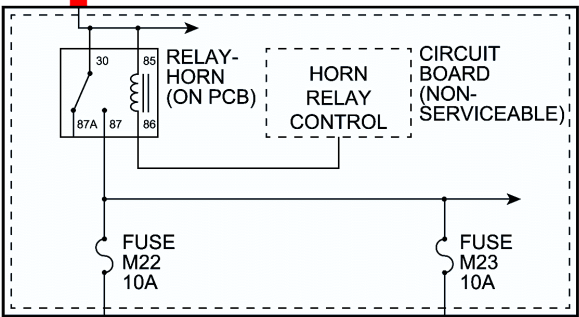 30
85
RELAY-
HORN
(ON PCB)
87A
87
86
HORN
RELAY
CONTROL
CIRCUIT
BOARD
(NON-
SERVICEABLE)
FUSE
M22
10A
FUSE
M23
10A